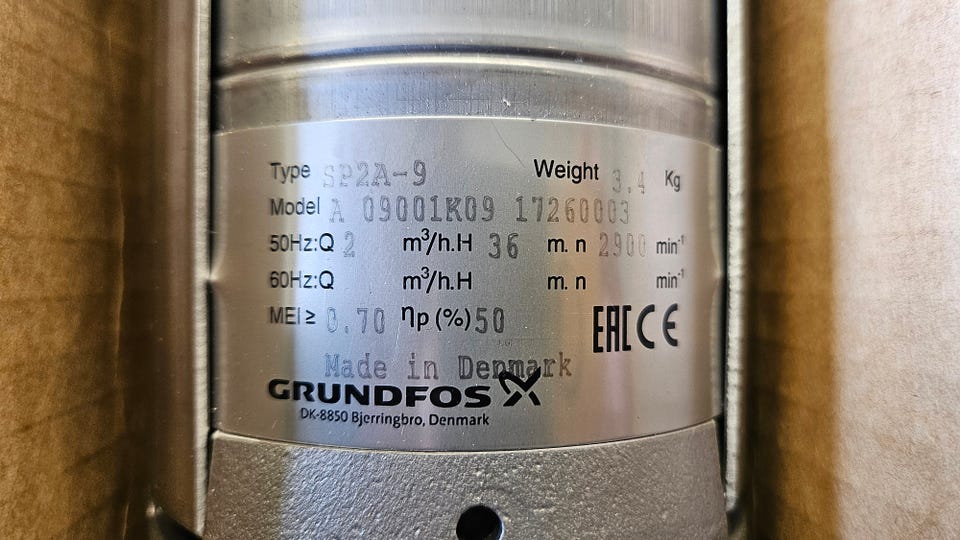 Type SP2A-9 Weight 3.4 Kg
Model A 09001K09 17260003
50Hz:Q 2 m³/h.H 36 m. n 2900 min⁻¹
60Hz:Q m³/h.H m. n min⁻¹
MEI ≥ 0.70 ηp (%) 50 EAC CE
Made in Denmark
GRUNDFOS
DK-8850 Bjerringbro, Denmark